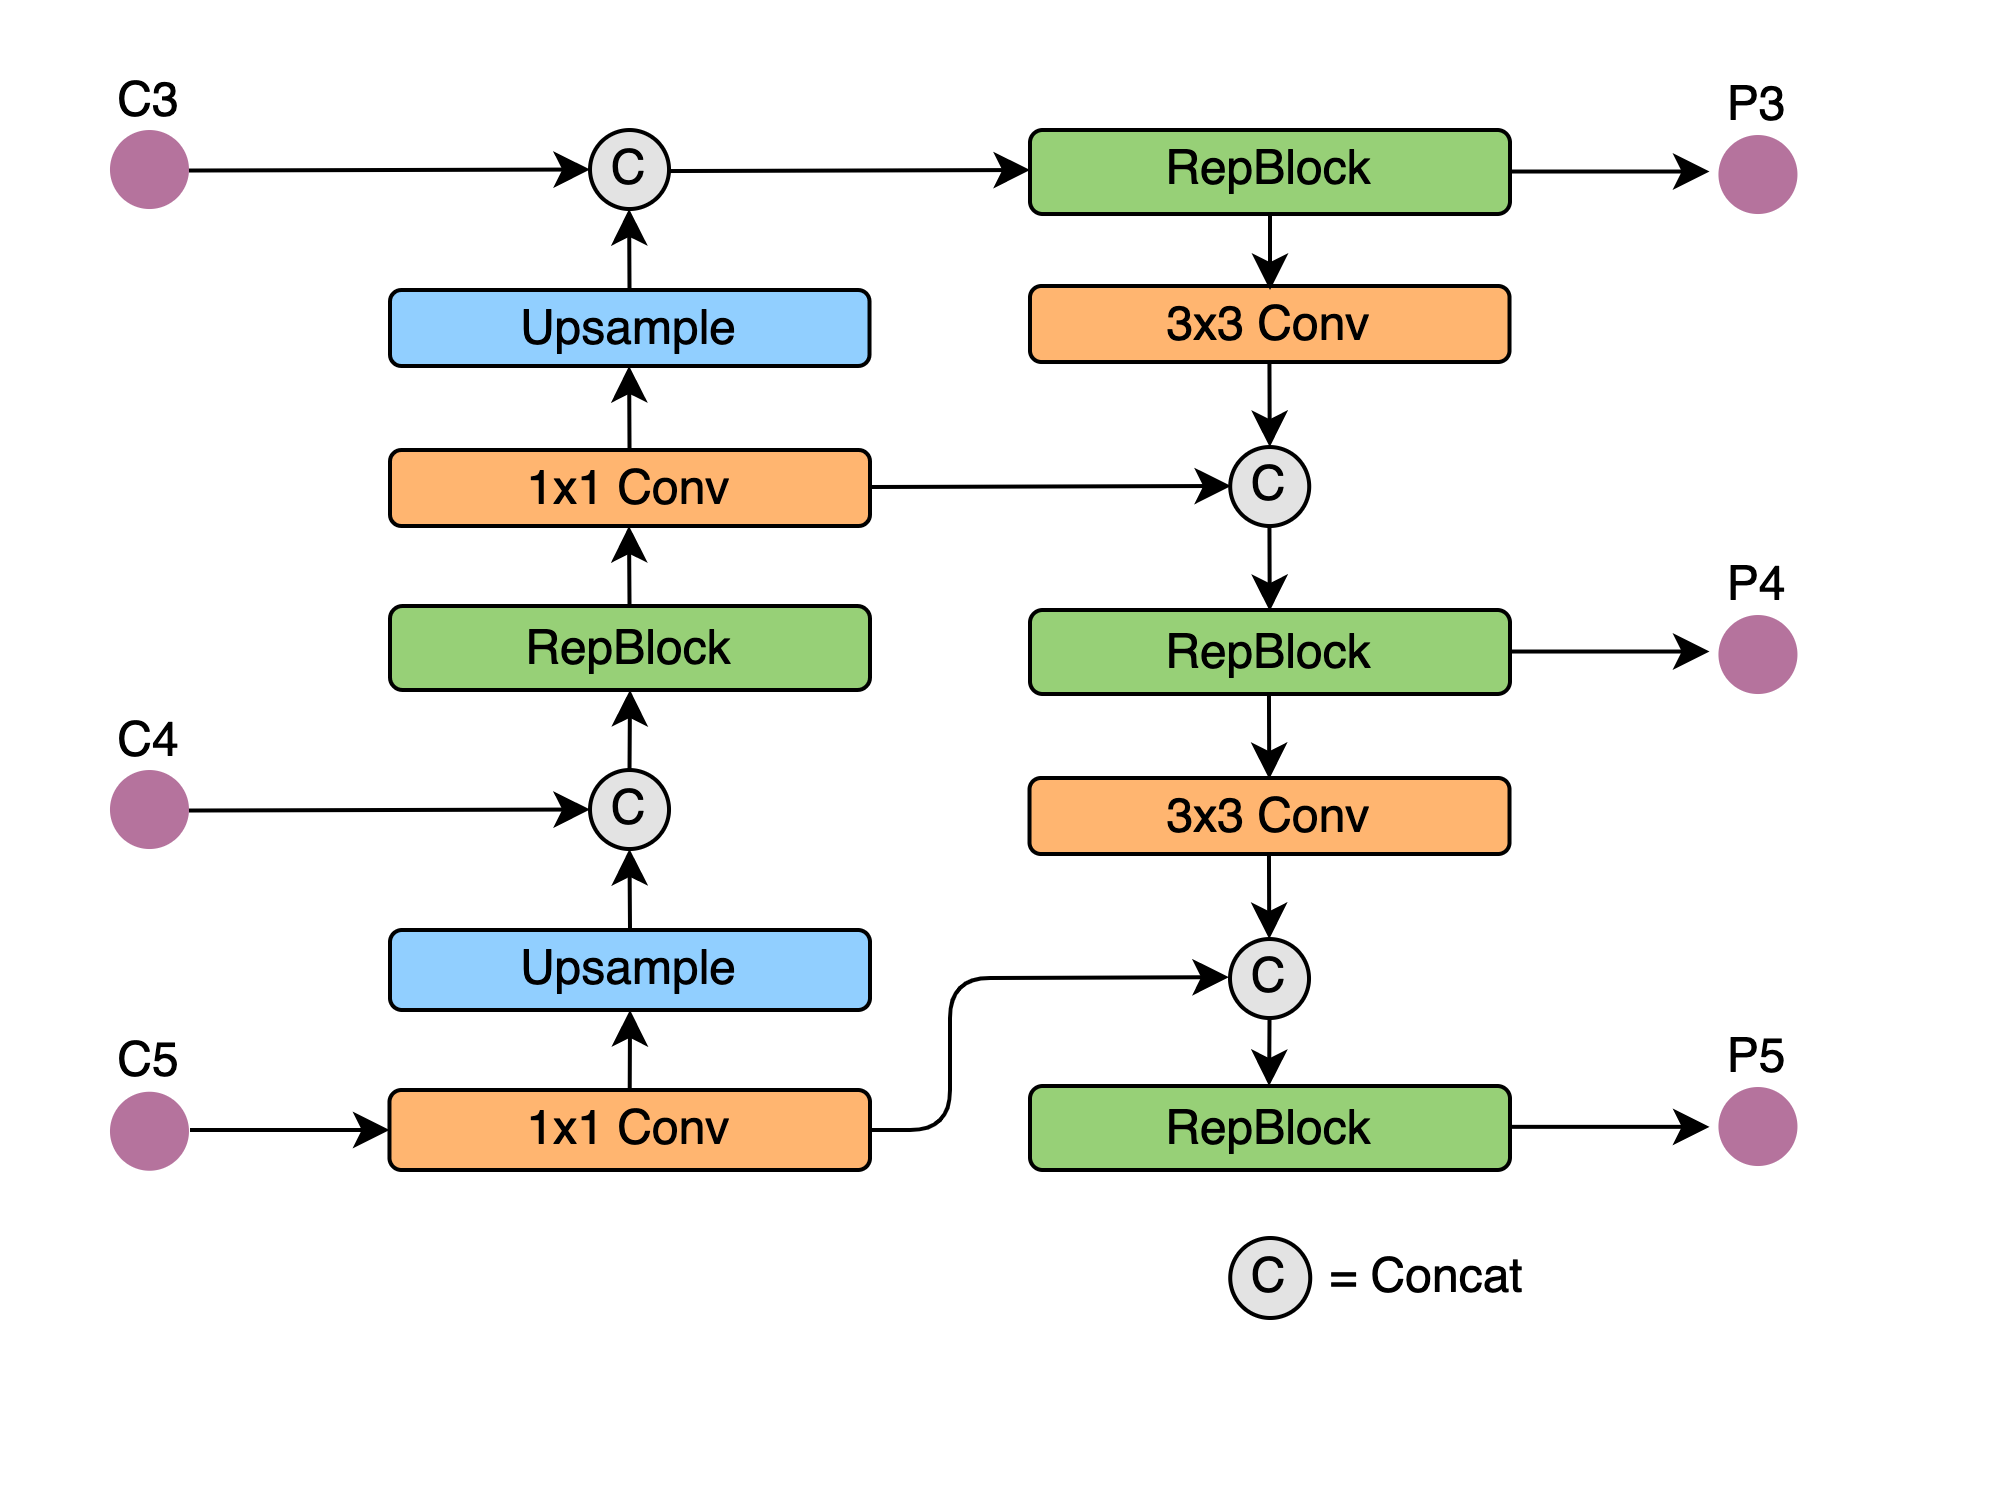 C3
C
RepBlock
P3
Upsample
3x3 Conv
1x1 Conv
C
RepBlock
RepBlock
P4
C4
C
3x3 Conv
Upsample
C
C5
1x1 Conv
RepBlock
P5
C = Concat